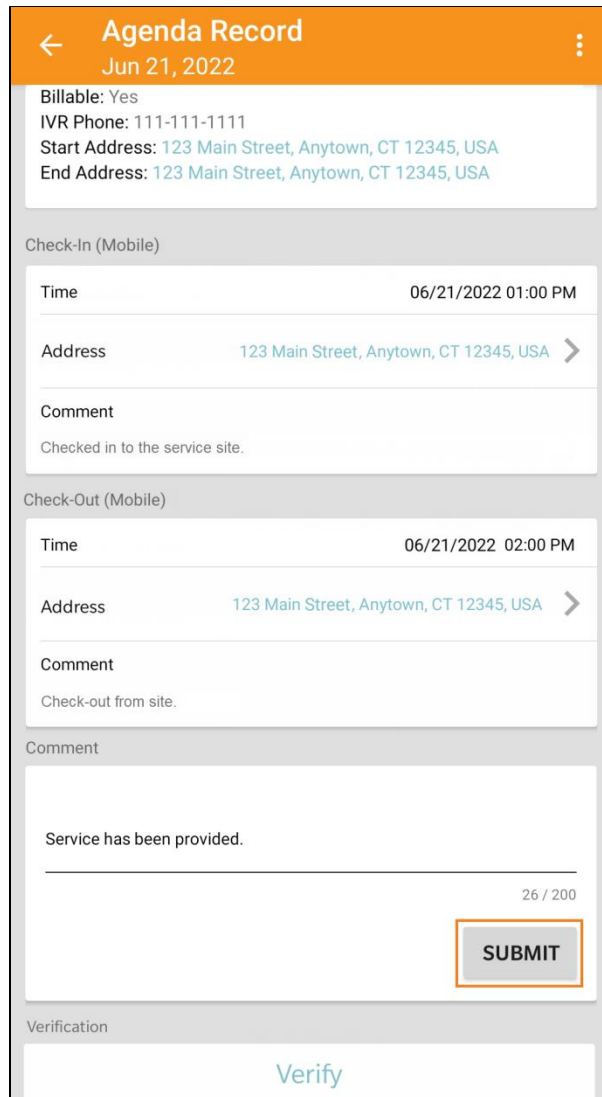 Agenda Record
Jun 21, 2022
Billable: Yes
IVR Phone: 111-111-1111
Start Address: 123 Main Street, Anytown, CT 12345, USA
End Address: 123 Main Street, Anytown, CT 12345, USA
Check-In (Mobile)
Time 06/21/2022 01:00 PM
Address 123 Main Street, Anytown, CT 12345, USA
Comment
Checked in to the service site.
Check-Out (Mobile)
Time 06/21/2022 02:00 PM
Address 123 Main Street, Anytown, CT 12345, USA
Comment
Check-out from site.
Comment
Service has been provided.
26 / 200
SUBMIT
Verification
Verify